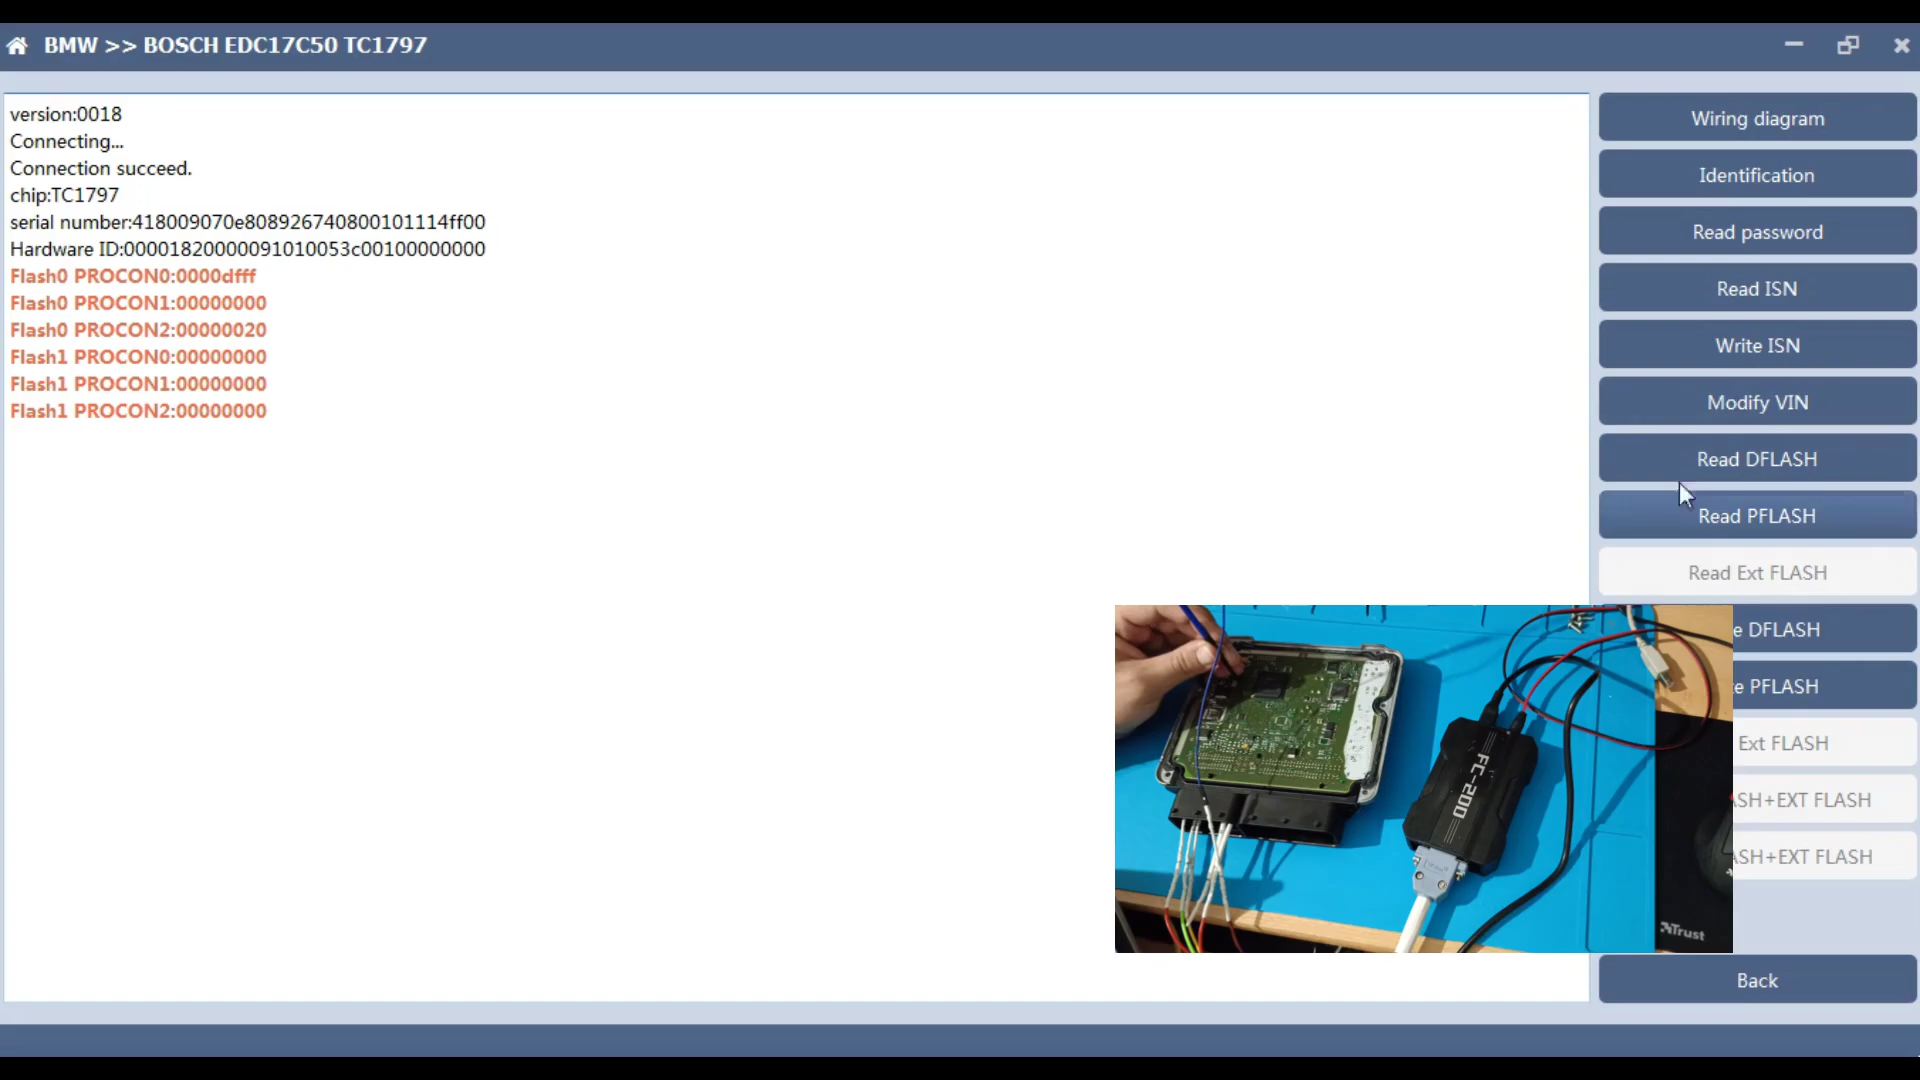 BMW >> BOSCH EDC17C50 TC1797
version:0018
Connecting...
Connection succeed.
chip:TC1797
serial number:418009070e808926740800101114ff00
Hardware ID:00001820000091010053c00100000000
Flash0 PROCON0:0000dfff
Flash0 PROCON1:00000000
Flash0 PROCON2:00000020
Flash1 PROCON0:00000000
Flash1 PROCON1:00000000
Flash1 PROCON2:00000000
Wiring diagram
Identification
Read password
Read ISN
Write ISN
Modify VIN
Read DFLASH
Read PFLASH
Read Ext FLASH
e DFLASH
e PFLASH
Ext FLASH
SH+EXT FLASH
SH+EXT FLASH
Back
FC-200
Trust